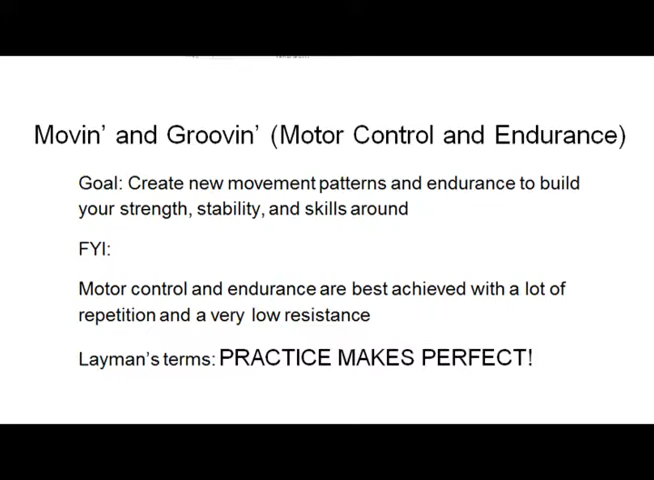 Movin’ and Groovin’ (Motor Control and Endurance)
Goal: Create new movement patterns and endurance to build
your strength, stability, and skills around
FYI:
Motor control and endurance are best achieved with a lot of
repetition and a very low resistance
Layman’s terms: PRACTICE MAKES PERFECT!